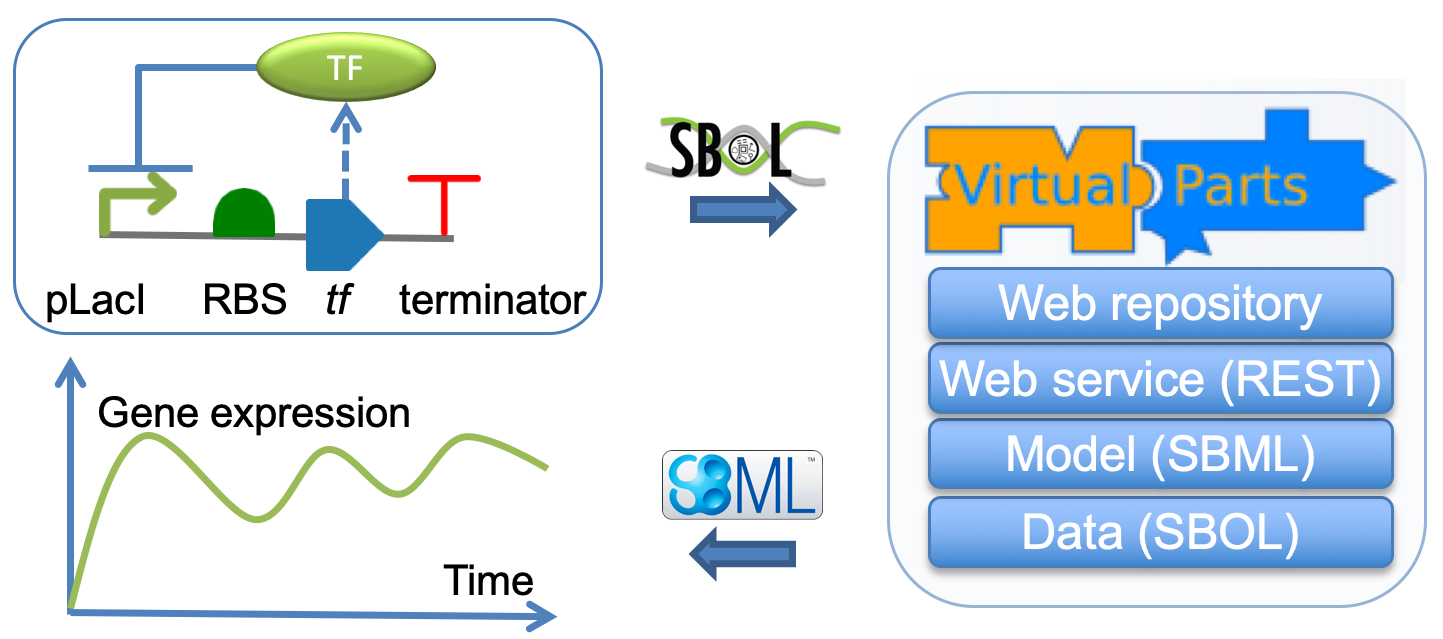 TF
pLacI RBS tf terminator
SBOL
Virtual Parts
Web repository
Web service (REST)
Model (SBML)
Data (SBOL)
Gene expression
Time
SBML™